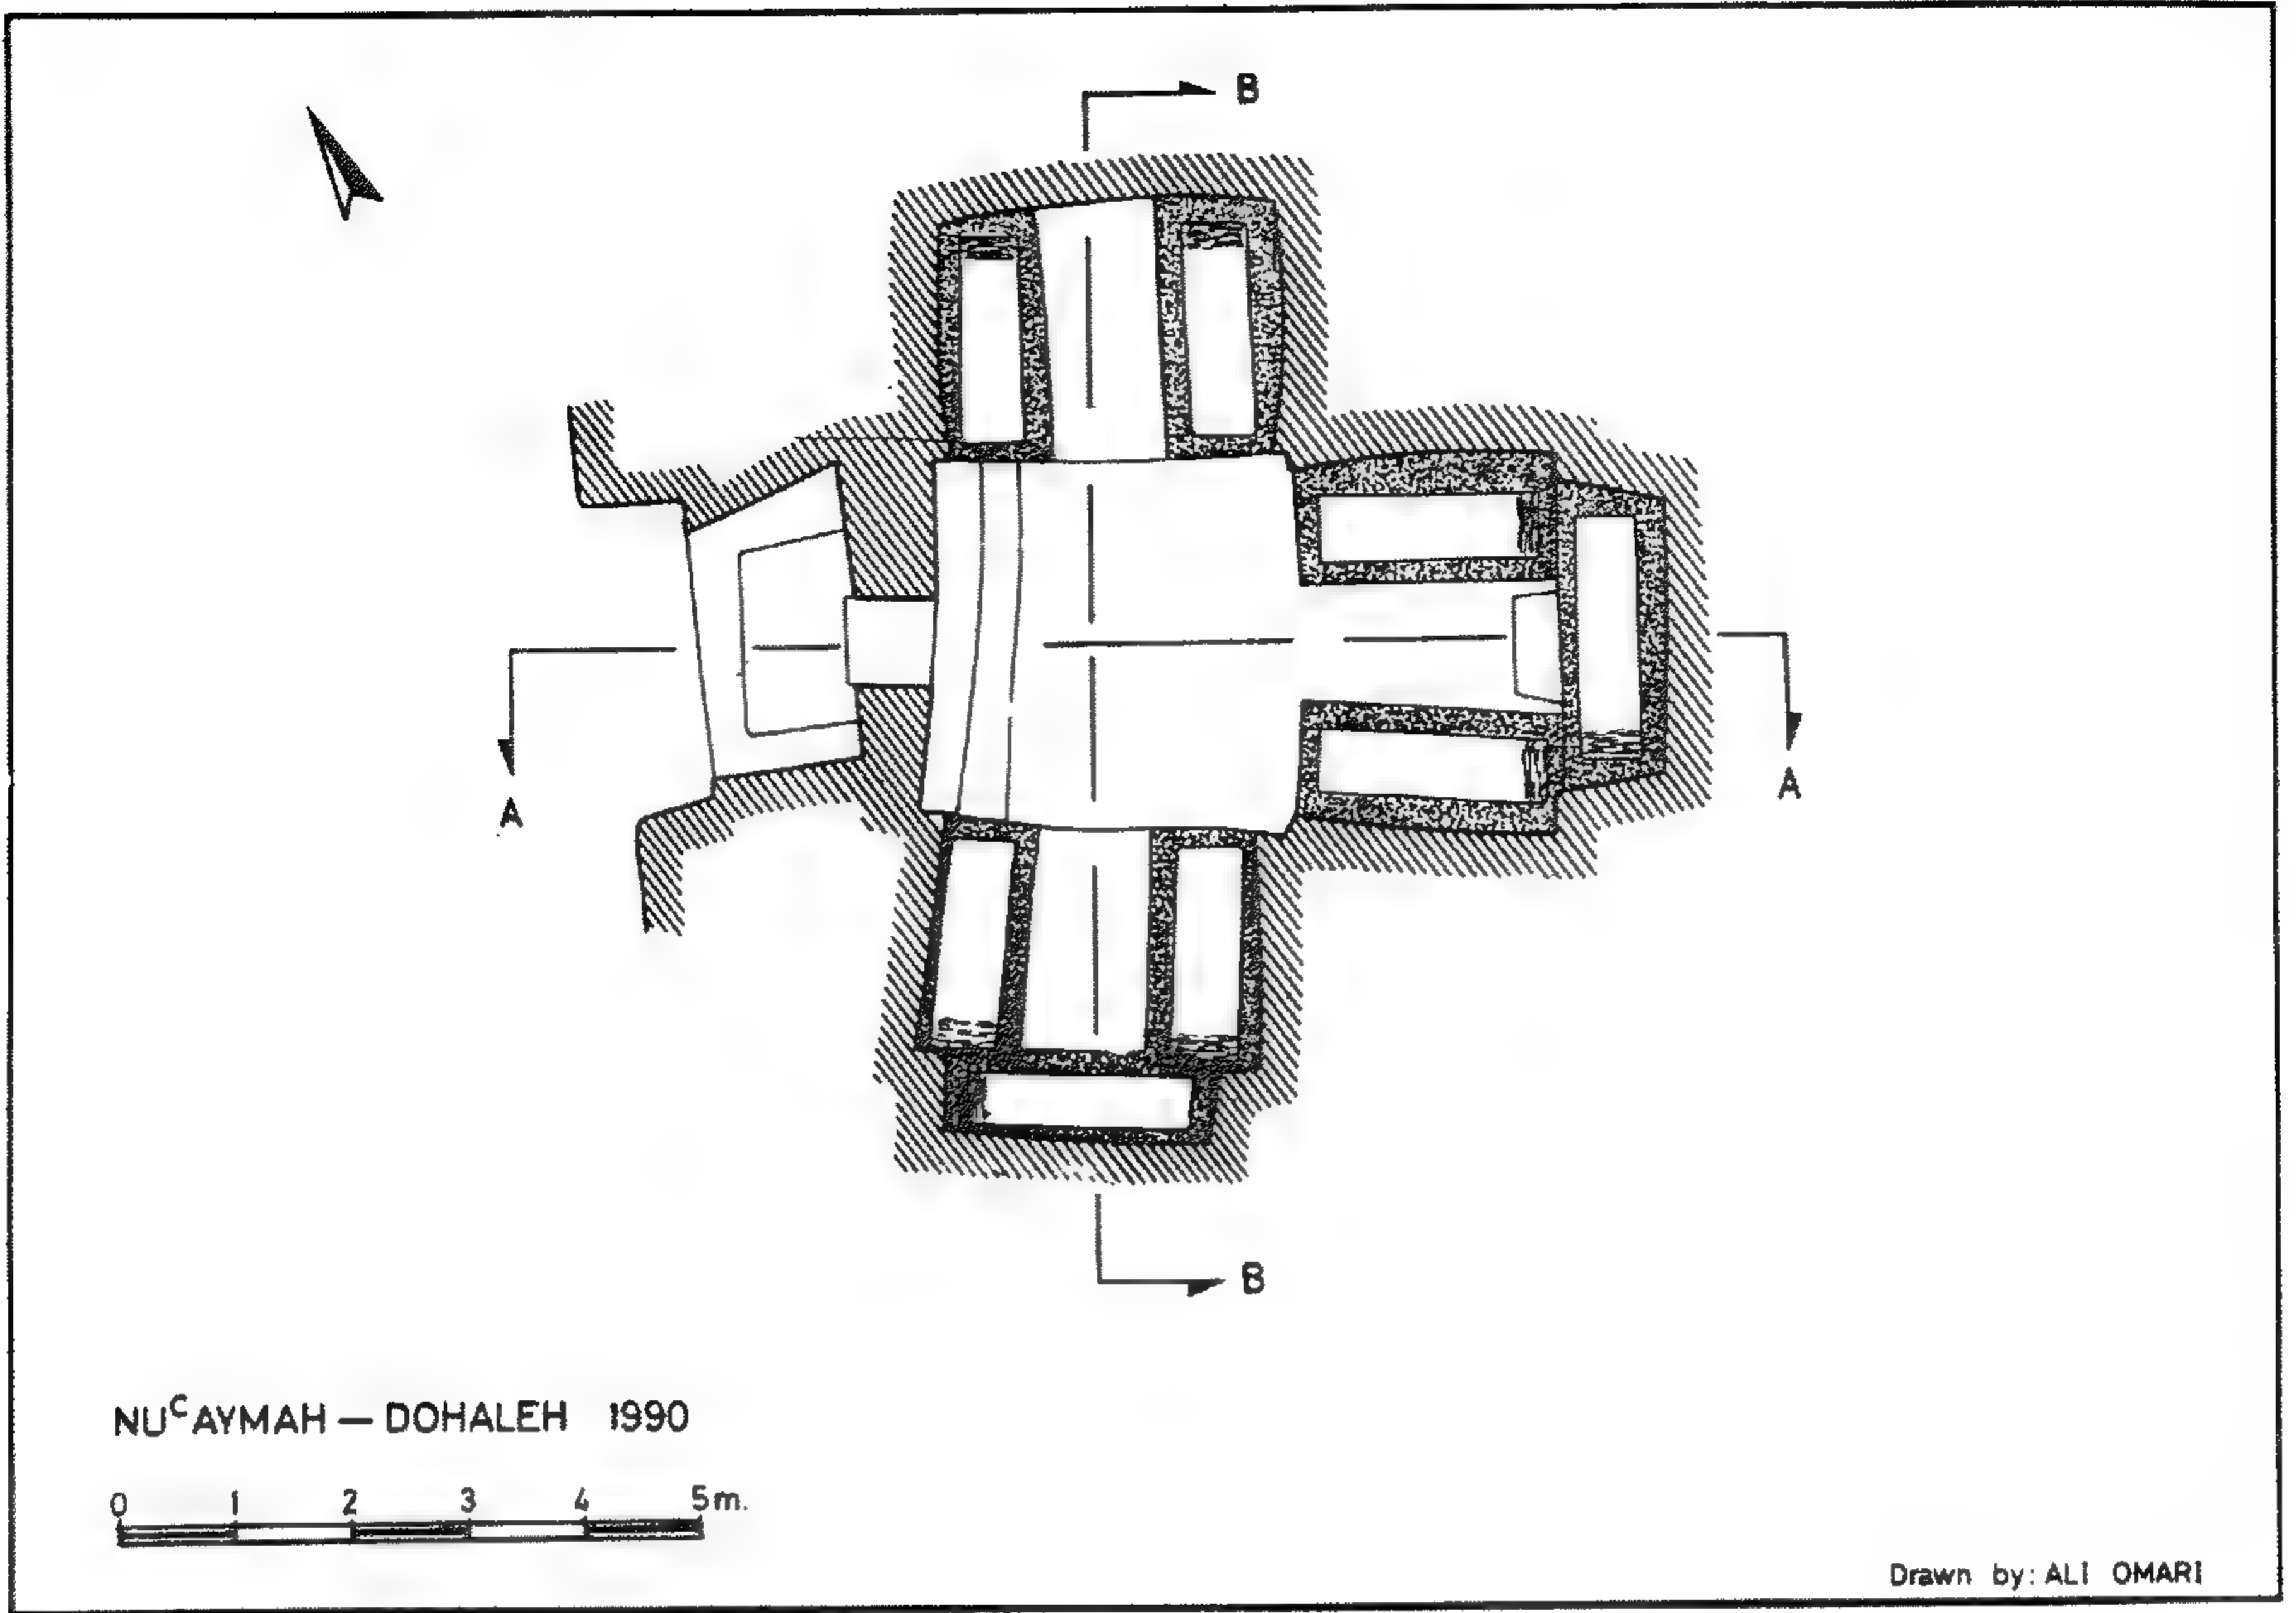 B
A
A
B
NUᶜAYMAH — DOHALEH 1990
0 1 2 3 4 5m.
Drawn by: ALI OMARI